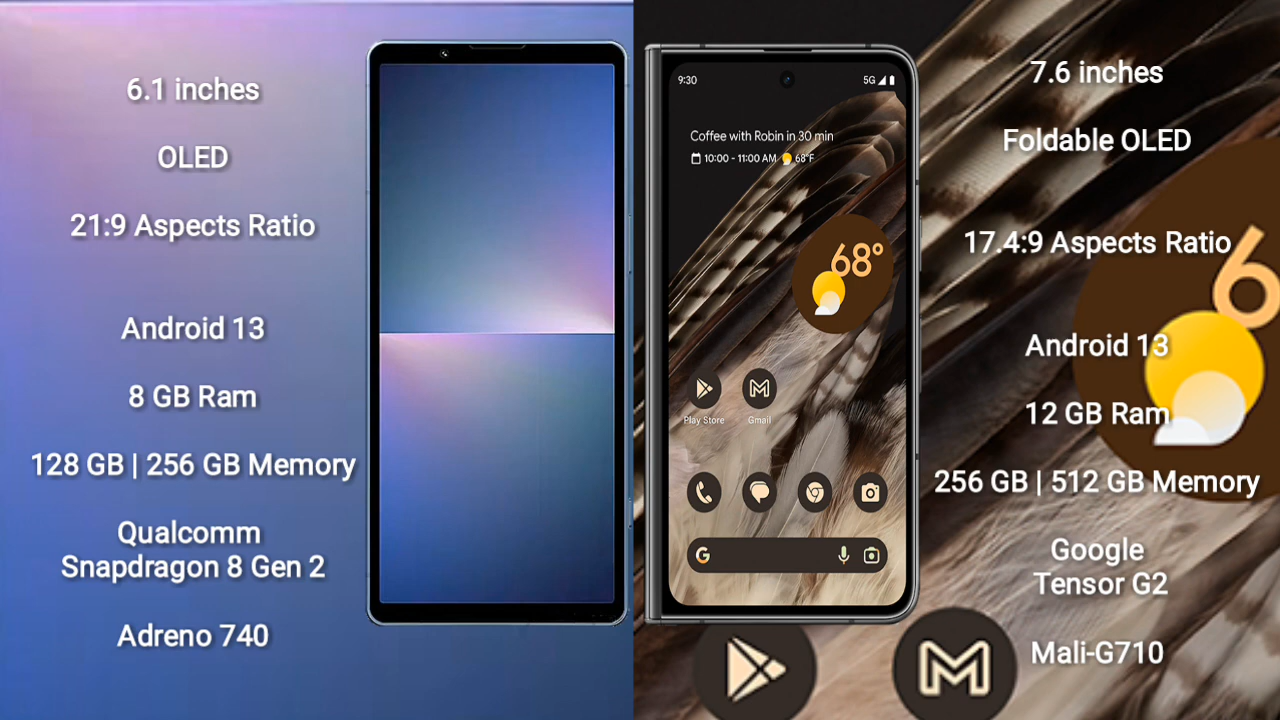 6.1 inches
OLED
21:9 Aspects Ratio
Android 13
8 GB Ram
128 GB | 256 GB Memory
Qualcomm
Snapdragon 8 Gen 2
Adreno 740
9:30
5G
Coffee with Robin in 30 min
10:00 - 11:00 AM 68°F
68°
Play Store
Gmail
G
7.6 inches
Foldable OLED
17.4:9 Aspects Ratio
6
Android 13
12 GB Ram
256 GB | 512 GB Memory
Google
Tensor G2
Mali-G710